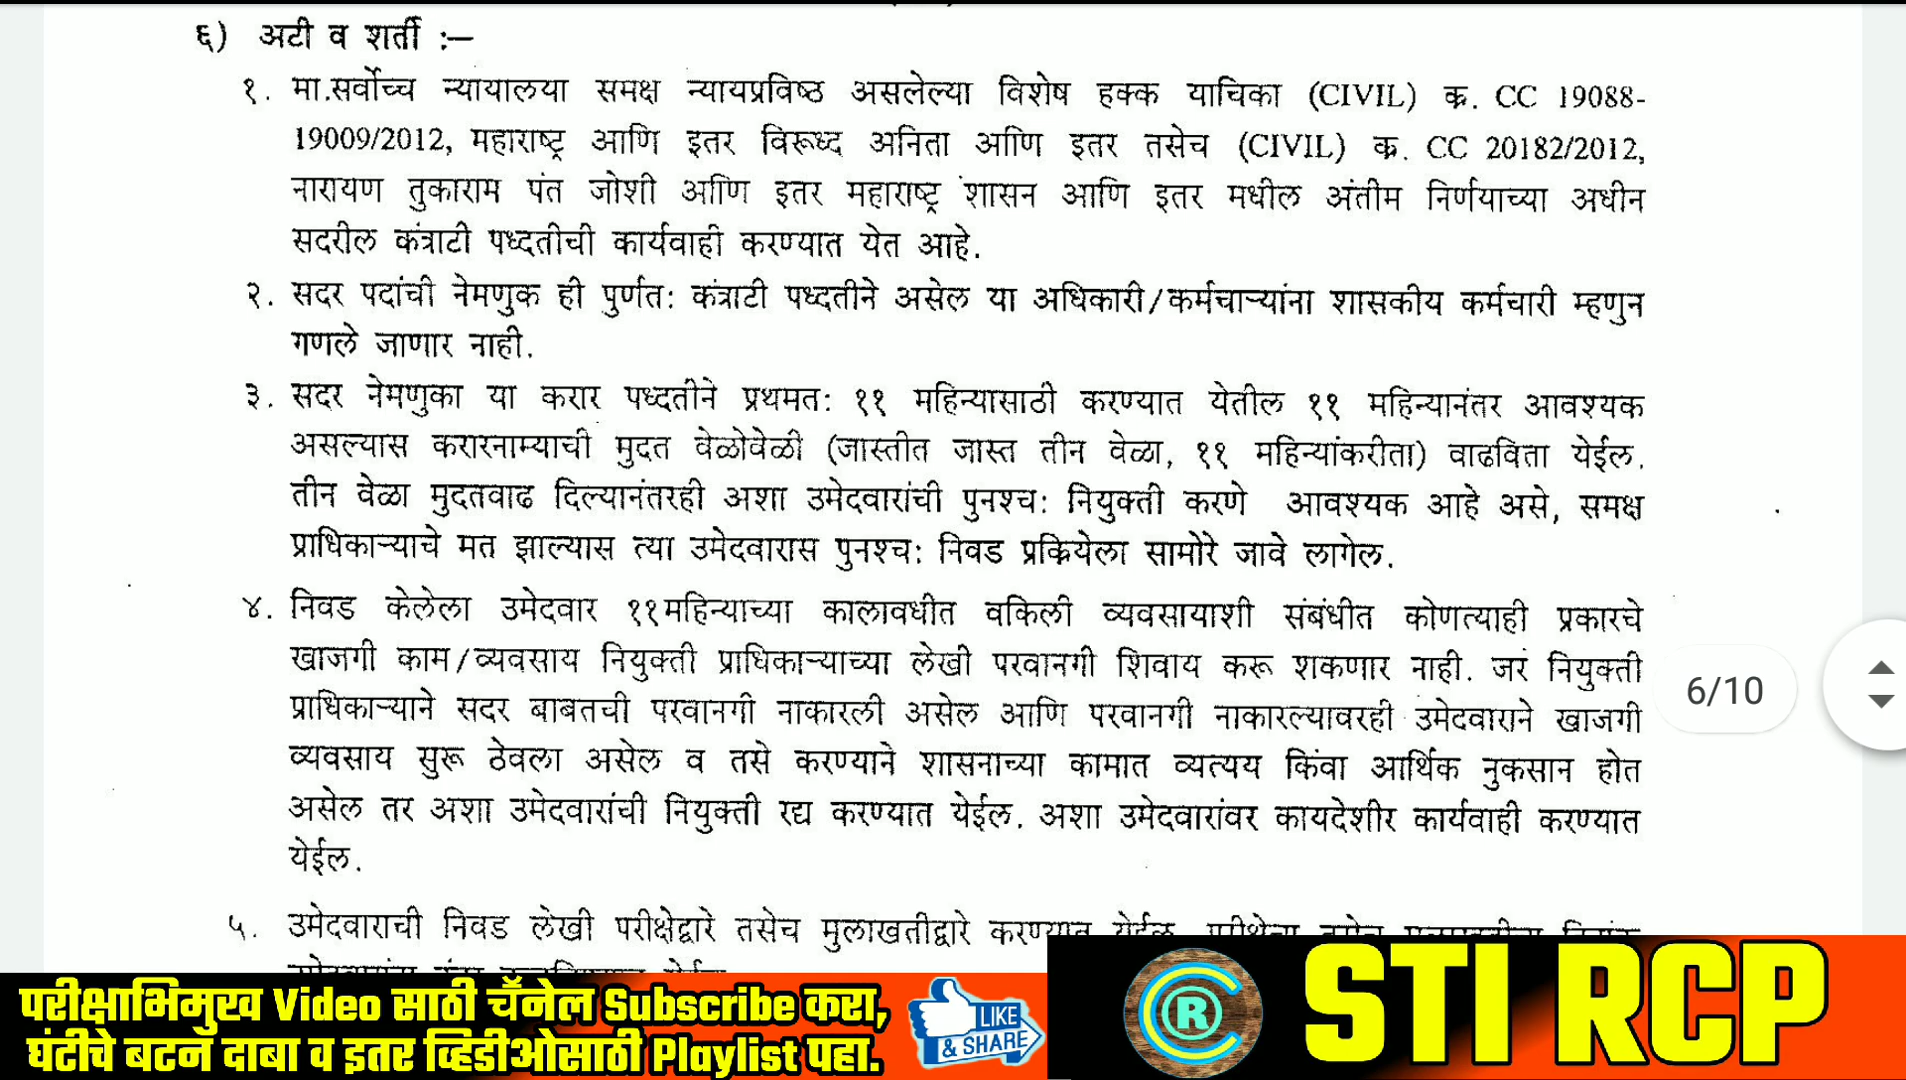 ६) अटी व शर्ती :–
१. मा.सर्वोच्च न्यायालया समक्ष न्यायप्रविष्ठ असलेल्या विशेष हक्क याचिका (CIVIL) क्र. CC 19088-
19009/2012, महाराष्ट्र आणि इतर विरूध्द अनिता आणि इतर तसेच (CIVIL) क्र. CC 20182/2012,
नारायण तुकाराम पंत जोशी आणि इतर महाराष्ट्र शासन आणि इतर मधील अंतीम निर्णयाच्या अधीन
सदरील कंत्राटी पध्दतीची कार्यवाही करण्यात येत आहे.
२. सदर पदांची नेमणुक ही पुर्णत: कंत्राटी पध्दतीने असेल या अधिकारी/कर्मचाऱ्यांना शासकीय कर्मचारी म्हणुन
गणले जाणार नाही.
३. सदर नेमणुका या करार पध्दतीने प्रथमत: ११ महिन्यासाठी करण्यात येतील ११ महिन्यानंतर आवश्यक
असल्यास करारनाम्याची मुदत वेळोवेळी (जास्तीत जास्त तीन वेळा, ११ महिन्यांकरीता) वाढविता येईल.
तीन वेळा मुदतवाढ दिल्यानंतरही अशा उमेदवारांची पुनश्च: नियुक्ती करणे आवश्यक आहे असे, समक्ष
प्राधिकाऱ्याचे मत झाल्यास त्या उमेदवारास पुनश्च: निवड प्रक्रियेला सामोरे जावे लागेल.
४. निवड केलेला उमेदवार ११महिन्याच्या कालावधीत वकिली व्यवसायाशी संबंधीत कोणत्याही प्रकारचे
खाजगी काम/व्यवसाय नियुक्ती प्राधिकाऱ्याच्या लेखी परवानगी शिवाय करू शकणार नाही. जर नियुक्ती
प्राधिकाऱ्याने सदर बाबतची परवानगी नाकारली असेल आणि परवानगी नाकारल्यावरही उमेदवाराने खाजगी
व्यवसाय सुरू ठेवला असेल व तसे करण्याने शासनाच्या कामात व्यत्यय किंवा आर्थिक नुकसान होत
असेल तर अशा उमेदवारांची नियुक्ती रद्य करण्यात येईल. अशा उमेदवारांवर कायदेशीर कार्यवाही करण्यात
येईल.
6/10
५. उमेदवाराची निवड लेखी परीक्षेद्वारे तसेच मुलाखतीद्वारे करण्यात येईल.
परीक्षाभिमुख Video साठी चॅनेल Subscribe करा,
घंटीचे बटन दाबा व इतर व्हिडीओसाठी Playlist पहा.
LIKE
& SHARE
R
STI RCP